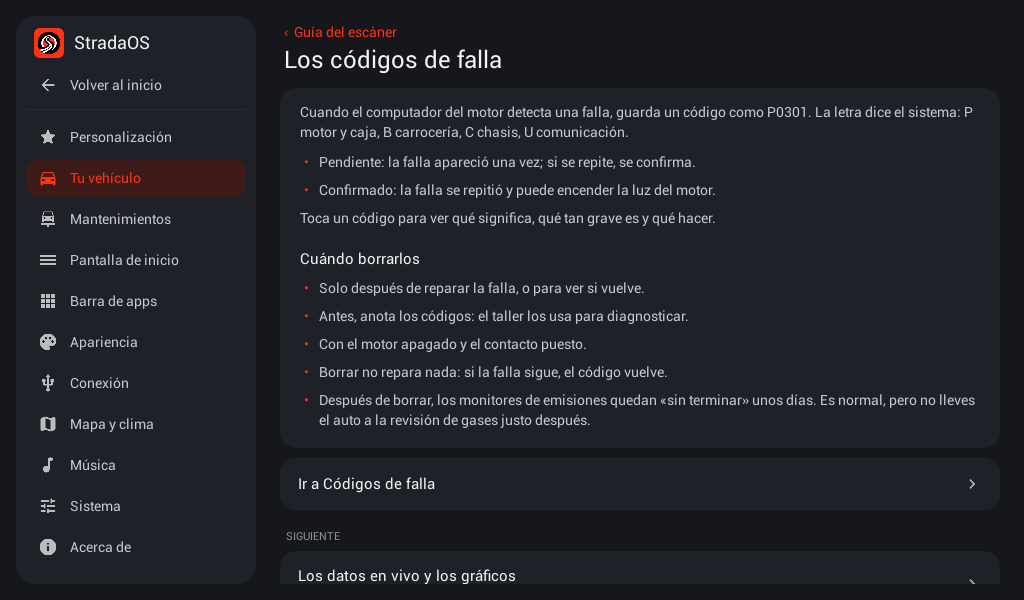 StradaOS
Volver al inicio
Personalización
Tu vehículo
Mantenimientos
Pantalla de inicio
Barra de apps
Apariencia
Conexión
Mapa y clima
Música
Sistema
Acerca de
‹ Guía del escáner
Los códigos de falla
Cuando el computador del motor detecta una falla, guarda un código como P0301. La letra dice el sistema: P
motor y caja, B carrocería, C chasis, U comunicación.
• Pendiente: la falla apareció una vez; si se repite, se confirma.
• Confirmado: la falla se repitió y puede encender la luz del motor.
Toca un código para ver qué significa, qué tan grave es y qué hacer.
Cuándo borrarlos
• Solo después de reparar la falla, o para ver si vuelve.
• Antes, anota los códigos: el taller los usa para diagnosticar.
• Con el motor apagado y el contacto puesto.
• Borrar no repara nada: si la falla sigue, el código vuelve.
• Después de borrar, los monitores de emisiones quedan «sin terminar» unos días. Es normal, pero no lleves
el auto a la revisión de gases justo después.
Ir a Códigos de falla
SIGUIENTE
Los datos en vivo y los gráficos